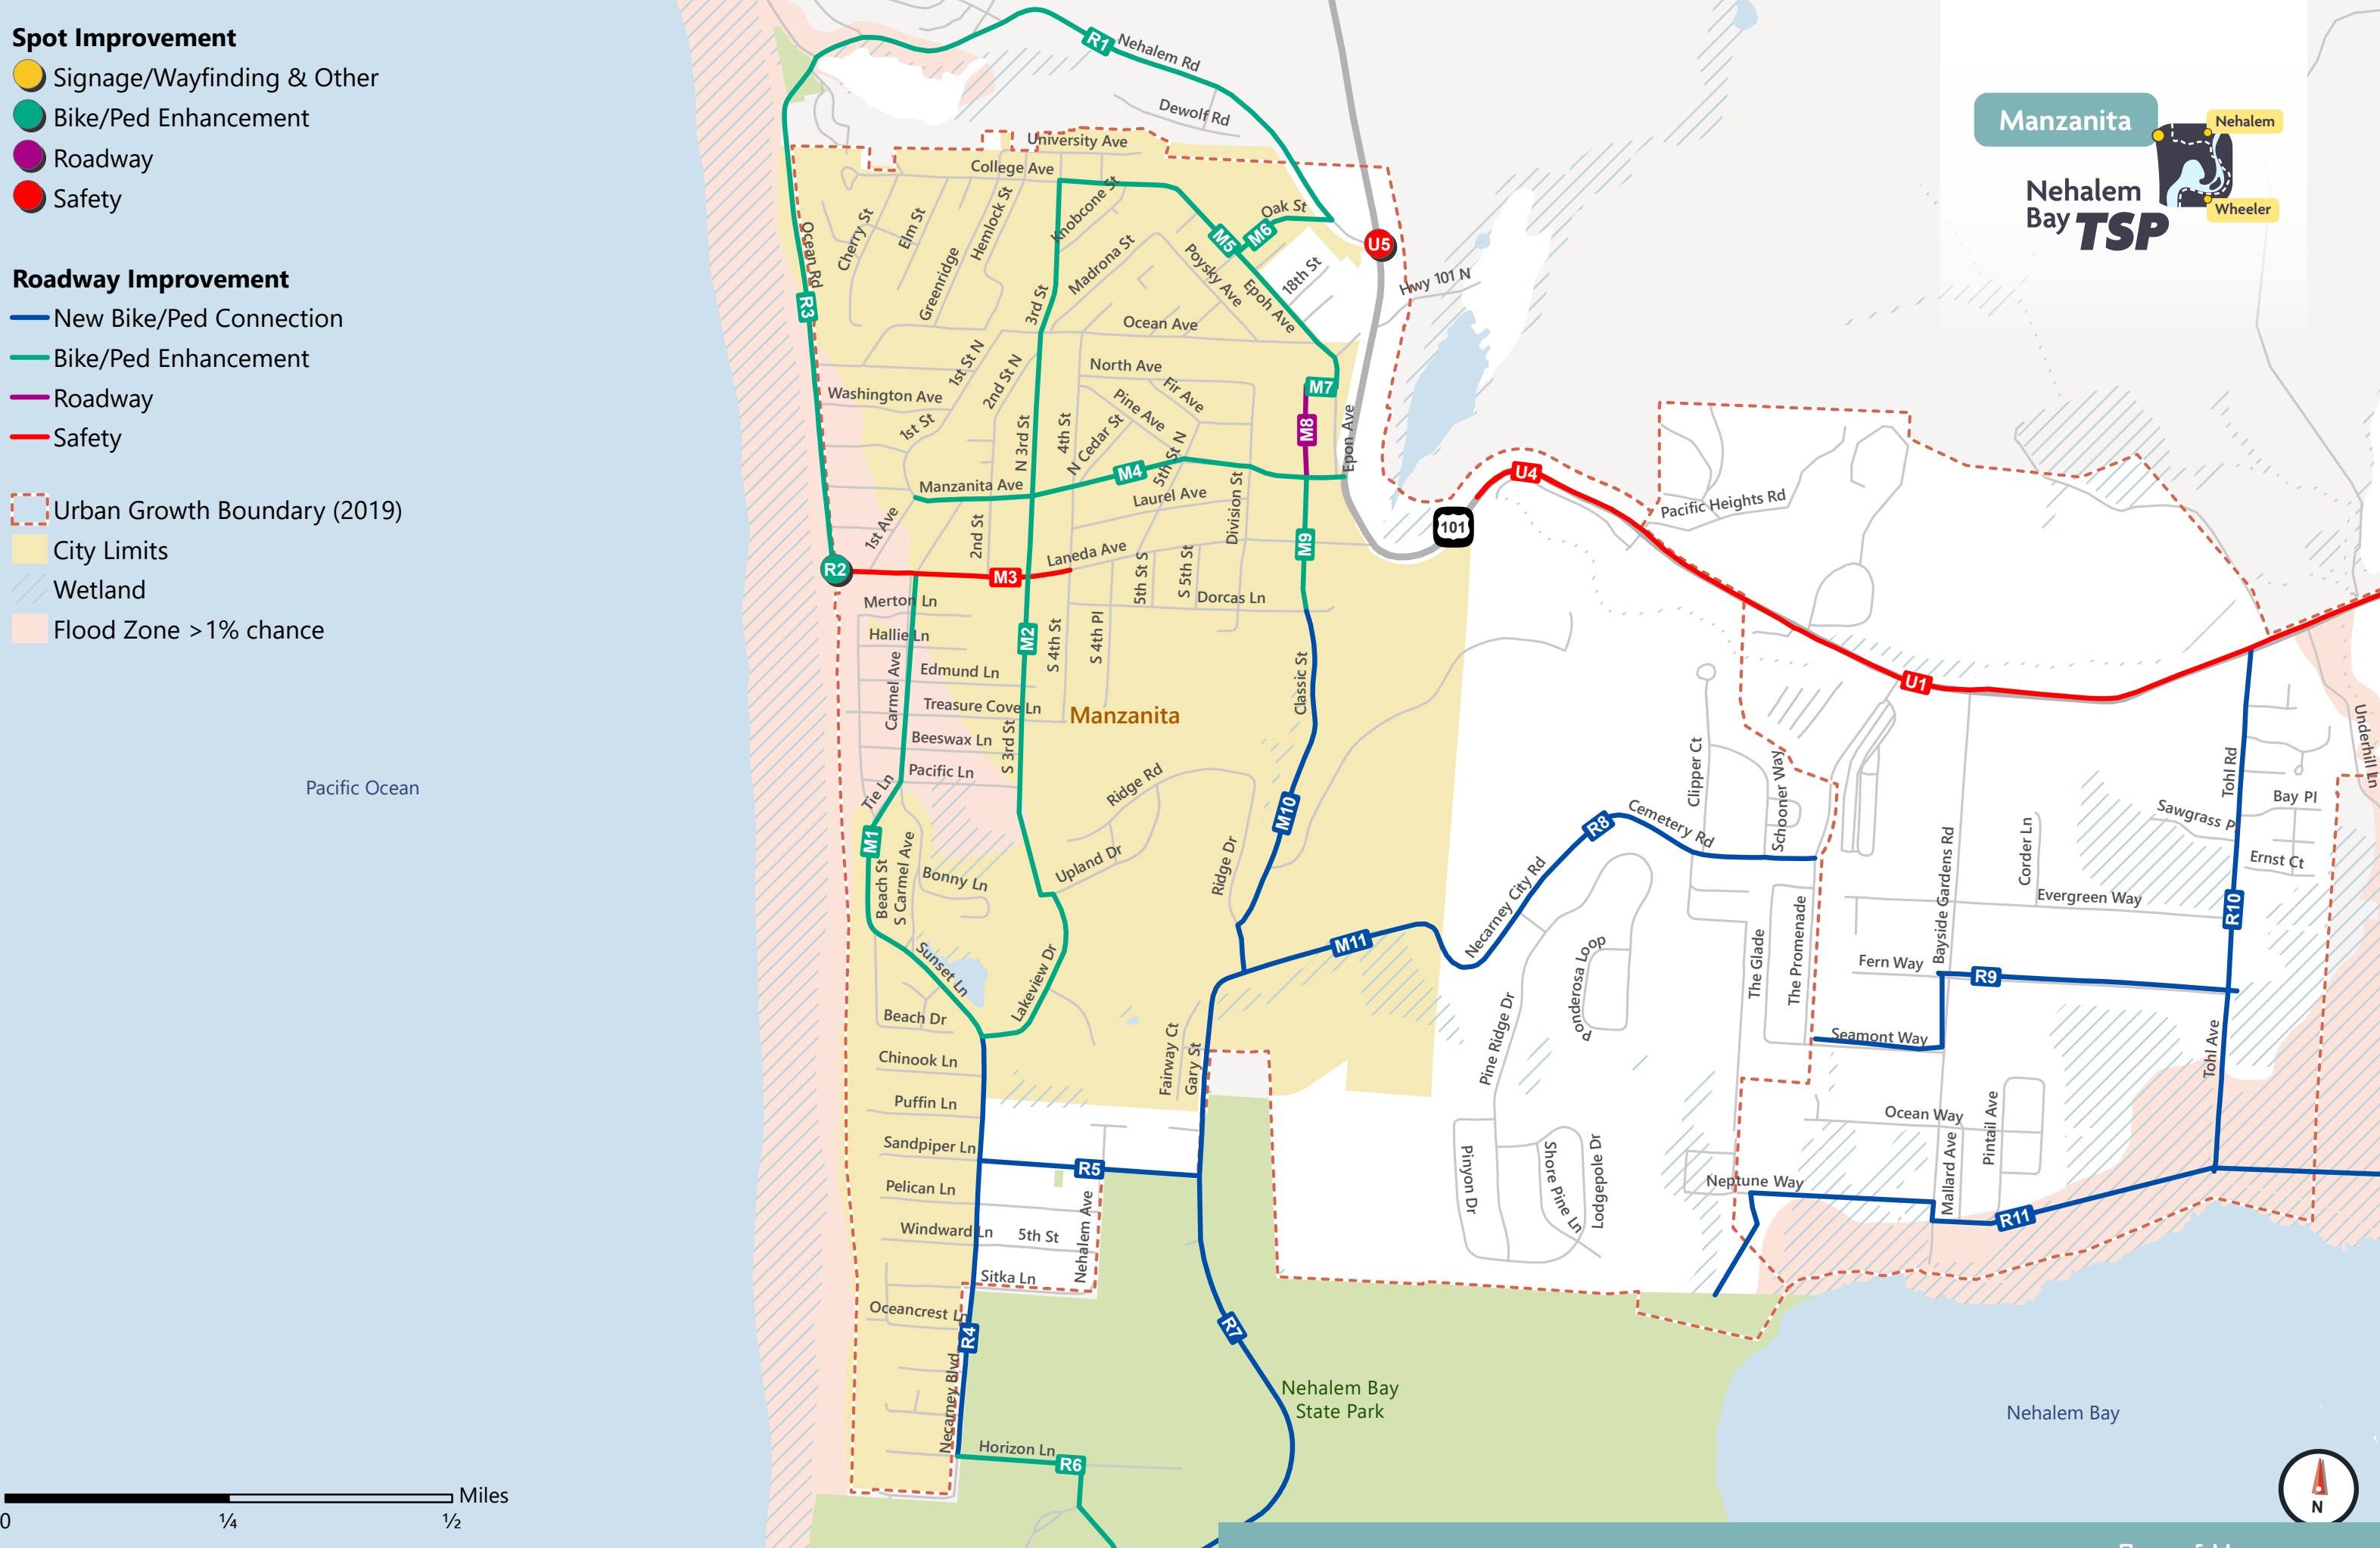 Spot Improvement
Signage/Wayfinding & Other
Bike/Ped Enhancement
Roadway
Safety
Roadway Improvement
New Bike/Ped Connection
Bike/Ped Enhancement
Roadway
Safety
Urban Growth Boundary (2019)
City Limits
Wetland
Flood Zone >1% chance
Manzanita
Nehalem
Nehalem
Bay TSP
Wheeler
R1
Nehalem Rd
Dewolf Rd
University Ave
College Ave
Ocean Rd
Cherry St
Elm St
Hemlock St
Greenridge
Knobcone St
Madrona St
3rd St
Poysky Ave
M5
M6
Oak St
18th St
Epoh Ave
U5
Hwy 101 N
R3
Ocean Ave
North Ave
1st St N
2nd St N
Fir Ave
Pine Ave
Washington Ave
1st St
N 3rd St
4th St
N Cedar St
5th St N
M7
M8
Epon Ave
M4
Manzanita Ave
Laurel Ave
Division St
U4
101
Pacific Heights Rd
1st Ave
2nd St
Laneda Ave
M9
R2
M3
5th St S
S 5th St
Dorcas Ln
Merton Ln
Hallie Ln
M2
S 4th St
S 4th Pl
Carmel Ave
Edmund Ln
Treasure Cove Ln
Manzanita
Classic St
U1
Beeswax Ln
S 3rd St
Pacific Ln
Tie Ln
Ridge Rd
M10
Clipper Ct
Schooner Way
Tohl Rd
Underhill Ln
Pacific Ocean
M1
Beach St
S Carmel Ave
Bonny Ln
Upland Dr
Ridge Dr
R8
Cemetery Rd
Necarney City Rd
Bayside Gardens Rd
Corder Ln
Sawgrass P
Bay Pl
Ernst Ct
Evergreen Way
R10
M11
Sunset Ln
Lakeview Dr
Ponderosa Loop
The Glade
The Promenade
Fern Way
R9
Beach Dr
Chinook Ln
Fairway Ct
Gary St
Pine Ridge Dr
Seamont Way
Tohl Ave
Puffin Ln
Sandpiper Ln
R5
Pinyon Dr
Shore Pine Ln
Lodgepole Dr
Ocean Way
Pintail Ave
Mallard Ave
Pelican Ln
Neptune Way
R11
Windward Ln
5th St
Nehalem Ave
Sitka Ln
Oceancrest Ln
R4
R7
Necarney Blvd
Nehalem Bay
State Park
Nehalem Bay
Horizon Ln
R6
Miles
0
¼
½
N